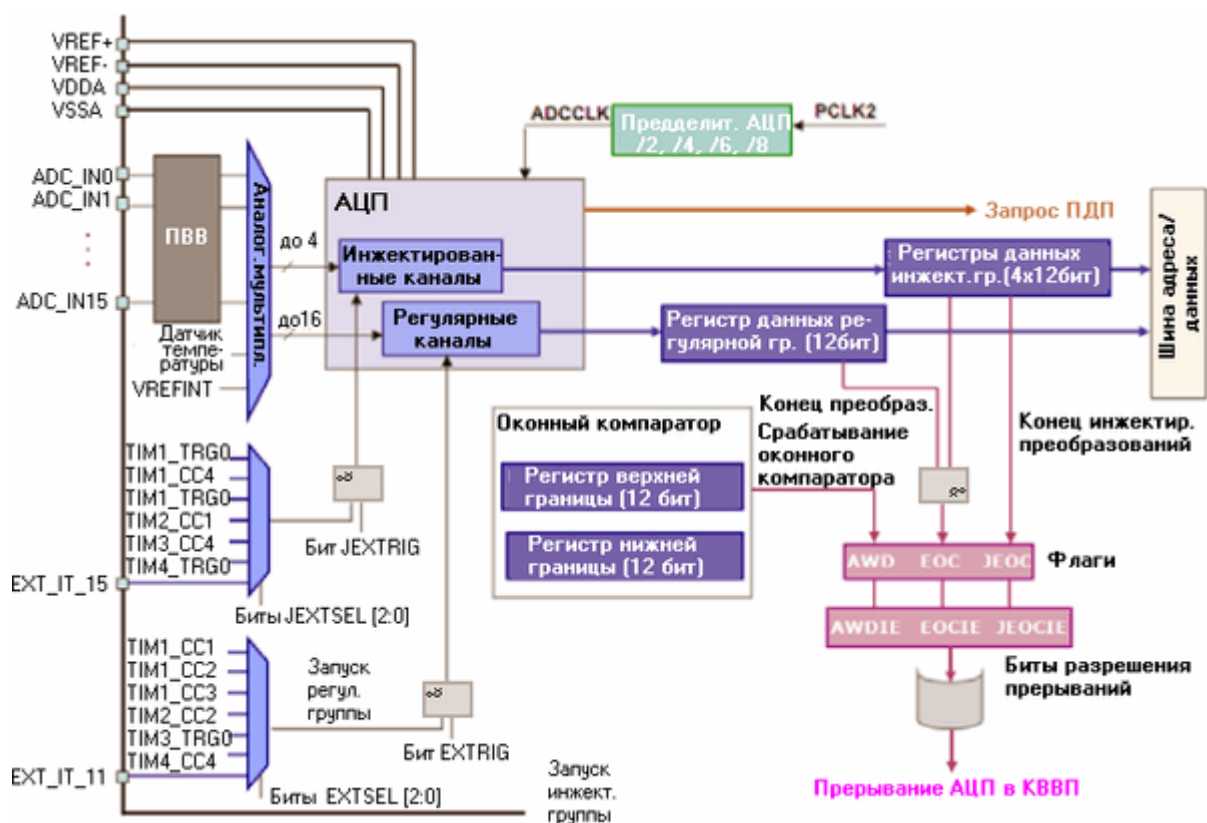 VREF+
VREF-
VDDA
VSSA
ADCCLK
PCLK2
Предделит. АЦП
/2, /4, /6, /8
ADC_IN0
ADC_IN1
ADC_IN15
ПВВ
Аналог. мультипл.
Датчик
темпе-
ратуры
VREFINT
до 4
до16
АЦП
Инжектирован-
ные каналы
Регулярные
каналы
Запрос ПДП
Регистры данных
инжект.гр.(4x12бит)
Регистр данных ре-
гулярной гр. (12бит)
Шина адреса/
данных
Конец преобраз.
Срабатывание
оконного
компаратора
Конец инжектир.
преобразований
Оконный компаратор
Регистр верхней
границы (12 бит)
Регистр нижней
границы (12 бит)
TIM1_TRG0
TIM1_CC4
TIM1_TRG0
TIM2_CC1
TIM3_CC4
TIM4_TRG0
EXT_IT_15
Бит JEXTRIG
Биты JEXTSEL [2:0]
AWD EOC JEOC
Флаги
AWDIE EOCIE JEOCIE
Биты разрешения
прерываний
TIM1_CC1
TIM1_CC2
TIM1_CC3
TIM2_CC2
TIM3_TRG0
TIM4_CC4
EXT_IT_11
Запуск
регул.
группы
Бит EXTRIG
Биты EXTSEL [2:0]
Запуск
инжект.
группы
Прерывание АЦП в КВВП